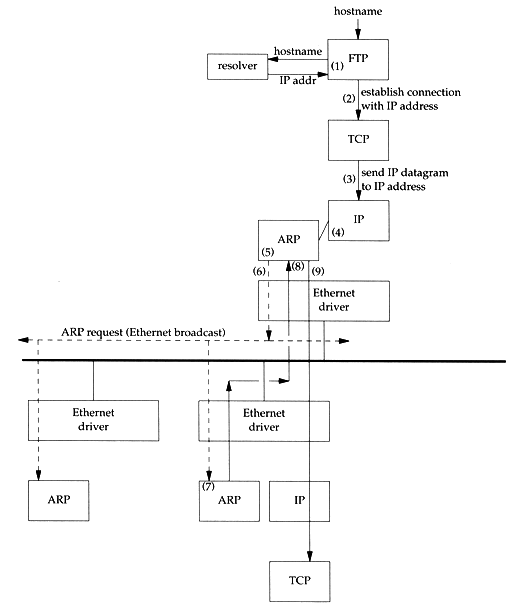 hostname
hostname
resolver
FTP
(1)
IP addr
(2)
establish connection
with IP address
TCP
(3)
send IP datagram
to IP address
IP
(4)
ARP
(5)
(6)
(8)
(9)
Ethernet
driver
ARP request (Ethernet broadcast)
Ethernet
driver
Ethernet
driver
(7)
ARP
ARP
IP
TCP